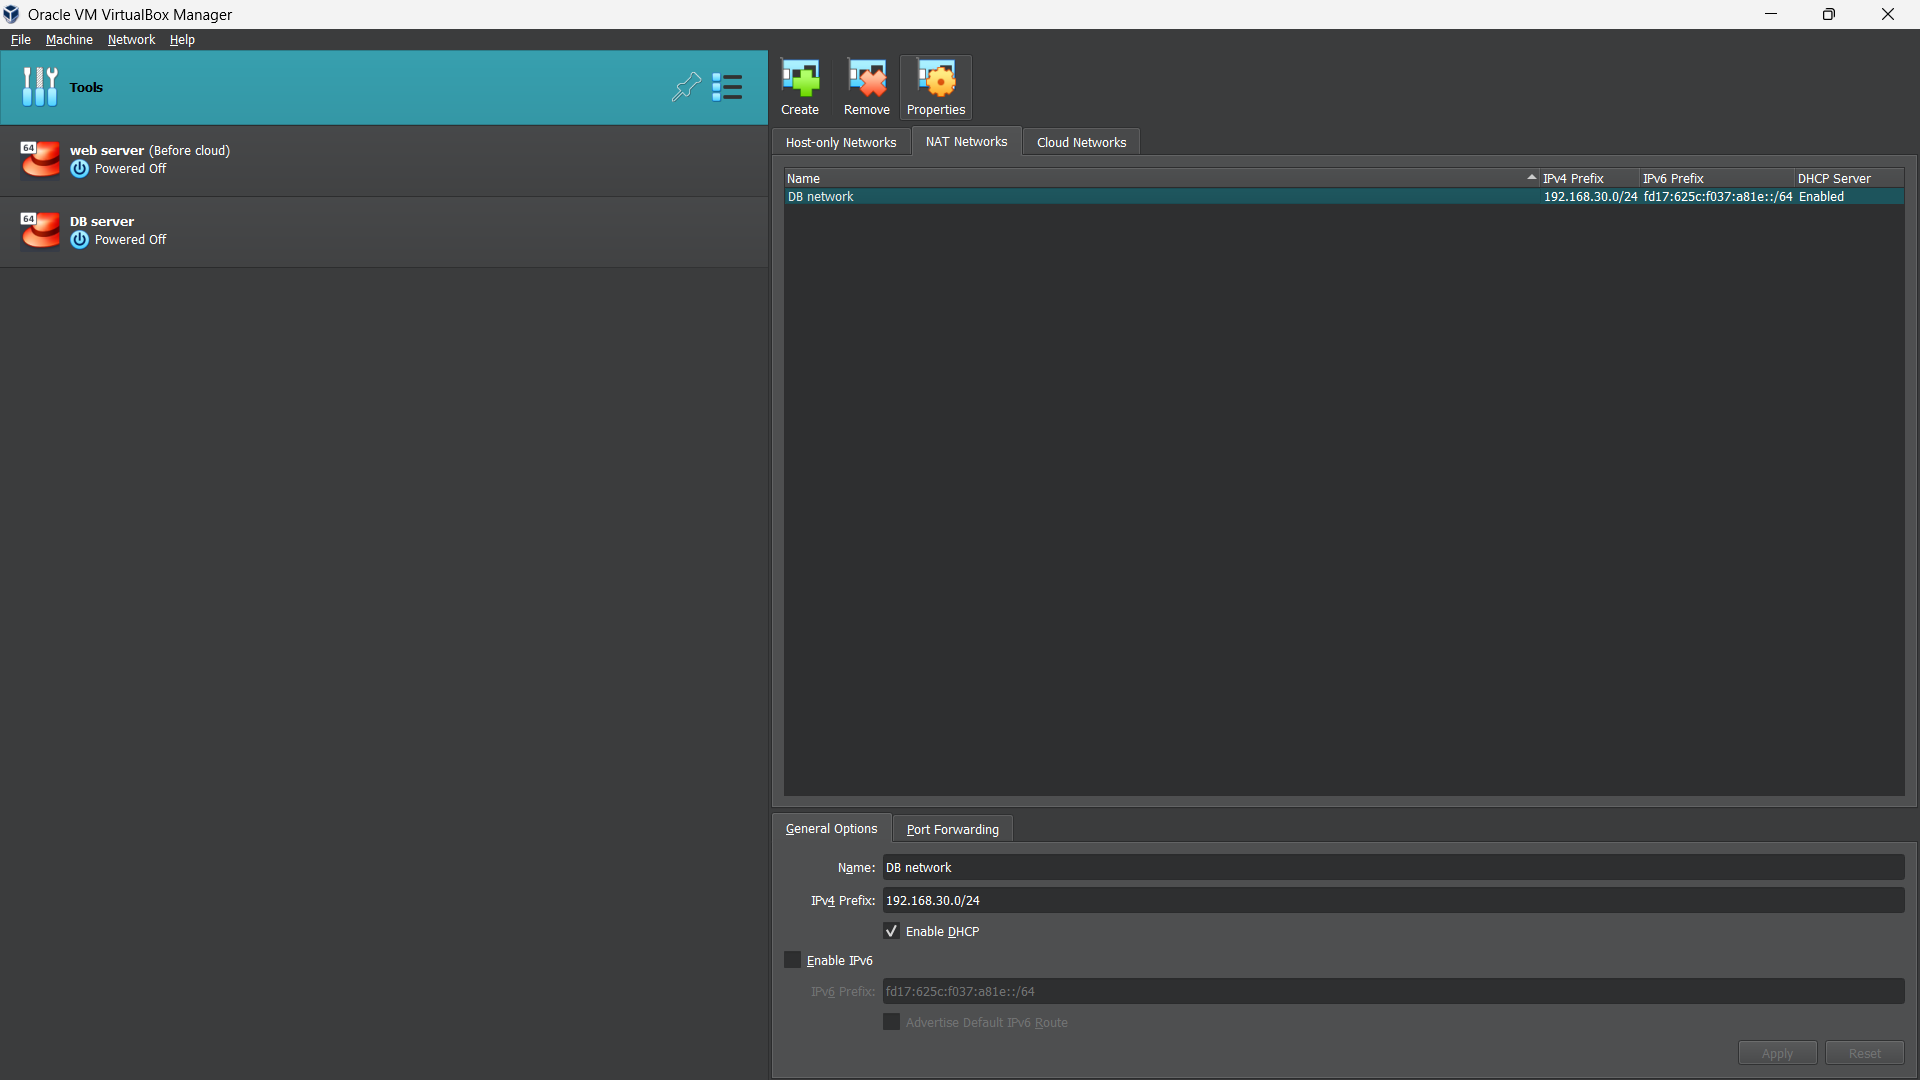 Oracle VM VirtualBox Manager
File Machine Network Help
Tools
64 web server (Before cloud)
Powered Off
64 DB server
Powered Off
Create Remove Properties
Host-only Networks NAT Networks Cloud Networks
Name IPv4 Prefix IPv6 Prefix DHCP Server
DB network 192.168.30.0/24 fd17:625c:f037:a81e::/64 Enabled
General Options Port Forwarding
Name: DB network
IPv4 Prefix: 192.168.30.0/24
Enable DHCP
Enable IPv6
IPv6 Prefix: fd17:625c:f037:a81e::/64
Advertise Default IPv6 Route
Apply Reset